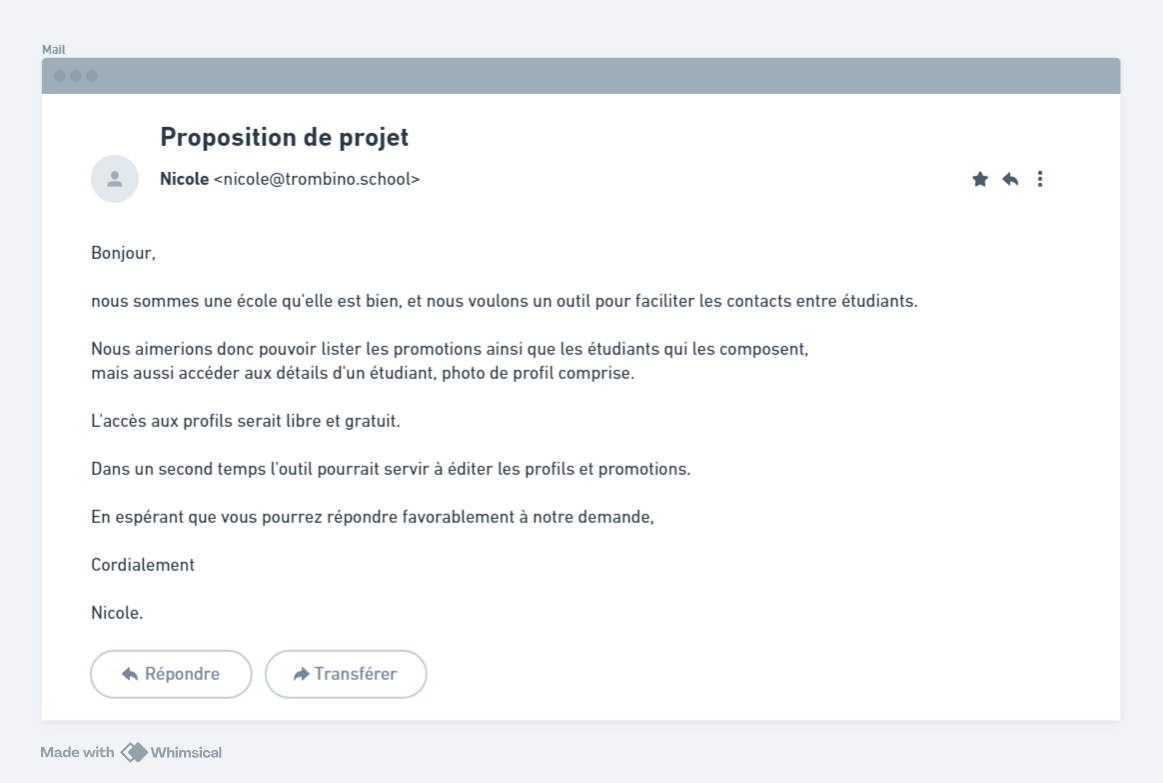 Mail
Proposition de projet
Nicole <nicole@trombino.school>
Bonjour,
nous sommes une école qu'elle est bien, et nous voulons un outil pour faciliter les contacts entre étudiants.
Nous aimerions donc pouvoir lister les promotions ainsi que les étudiants qui les composent,
mais aussi accéder aux détails d'un étudiant, photo de profil comprise.
L'accès aux profils serait libre et gratuit.
Dans un second temps l'outil pourrait servir à éditer les profils et promotions.
En espérant que vous pourrez répondre favorablement à notre demande,
Cordialement
Nicole.
Répondre Transférer
Made with Whimsical